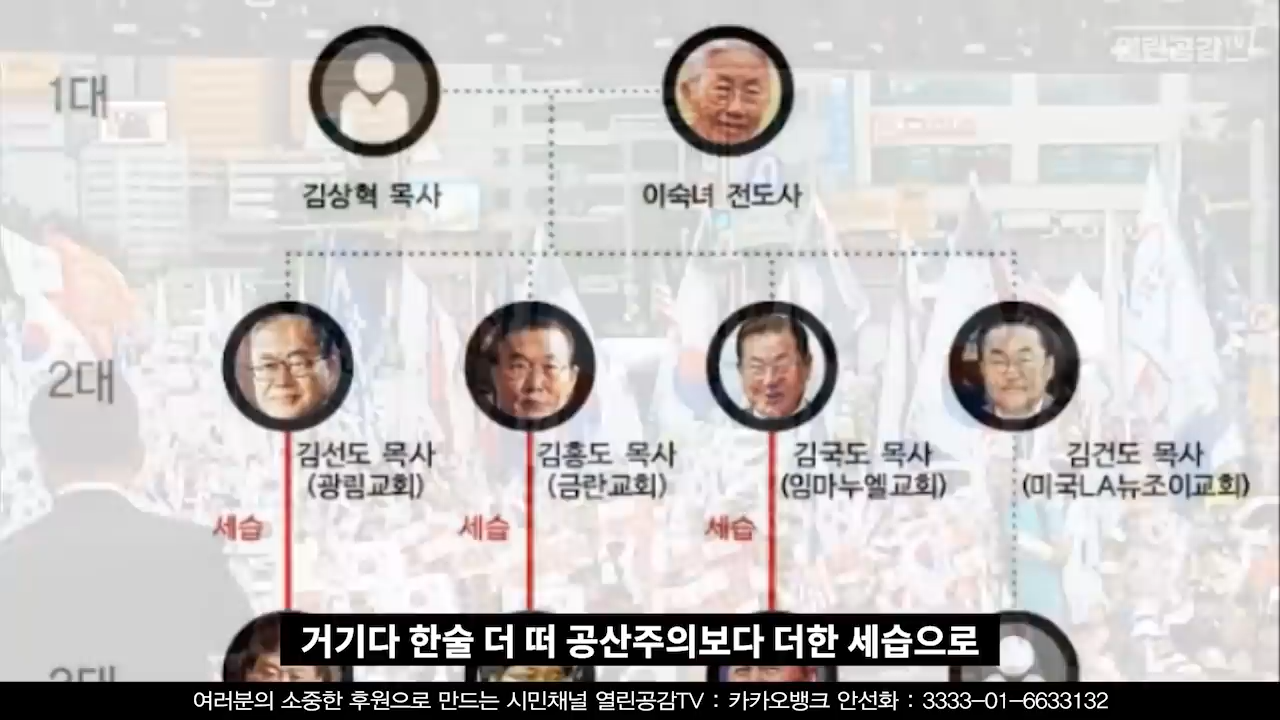 열린공감TV
1대
김상혁 목사
이숙녀 전도사
2대
김선도 목사
(광림교회)
김홍도 목사
(금란교회)
김국도 목사
(임마누엘교회)
김건도 목사
(미국LA뉴조이교회)
세습
세습
세습
거기다 한술 더 떠 공산주의보다 더한 세습으로
여러분의 소중한 후원으로 만드는 시민채널 열린공감TV : 카카오뱅크 안선화 : 3333-01-6633132